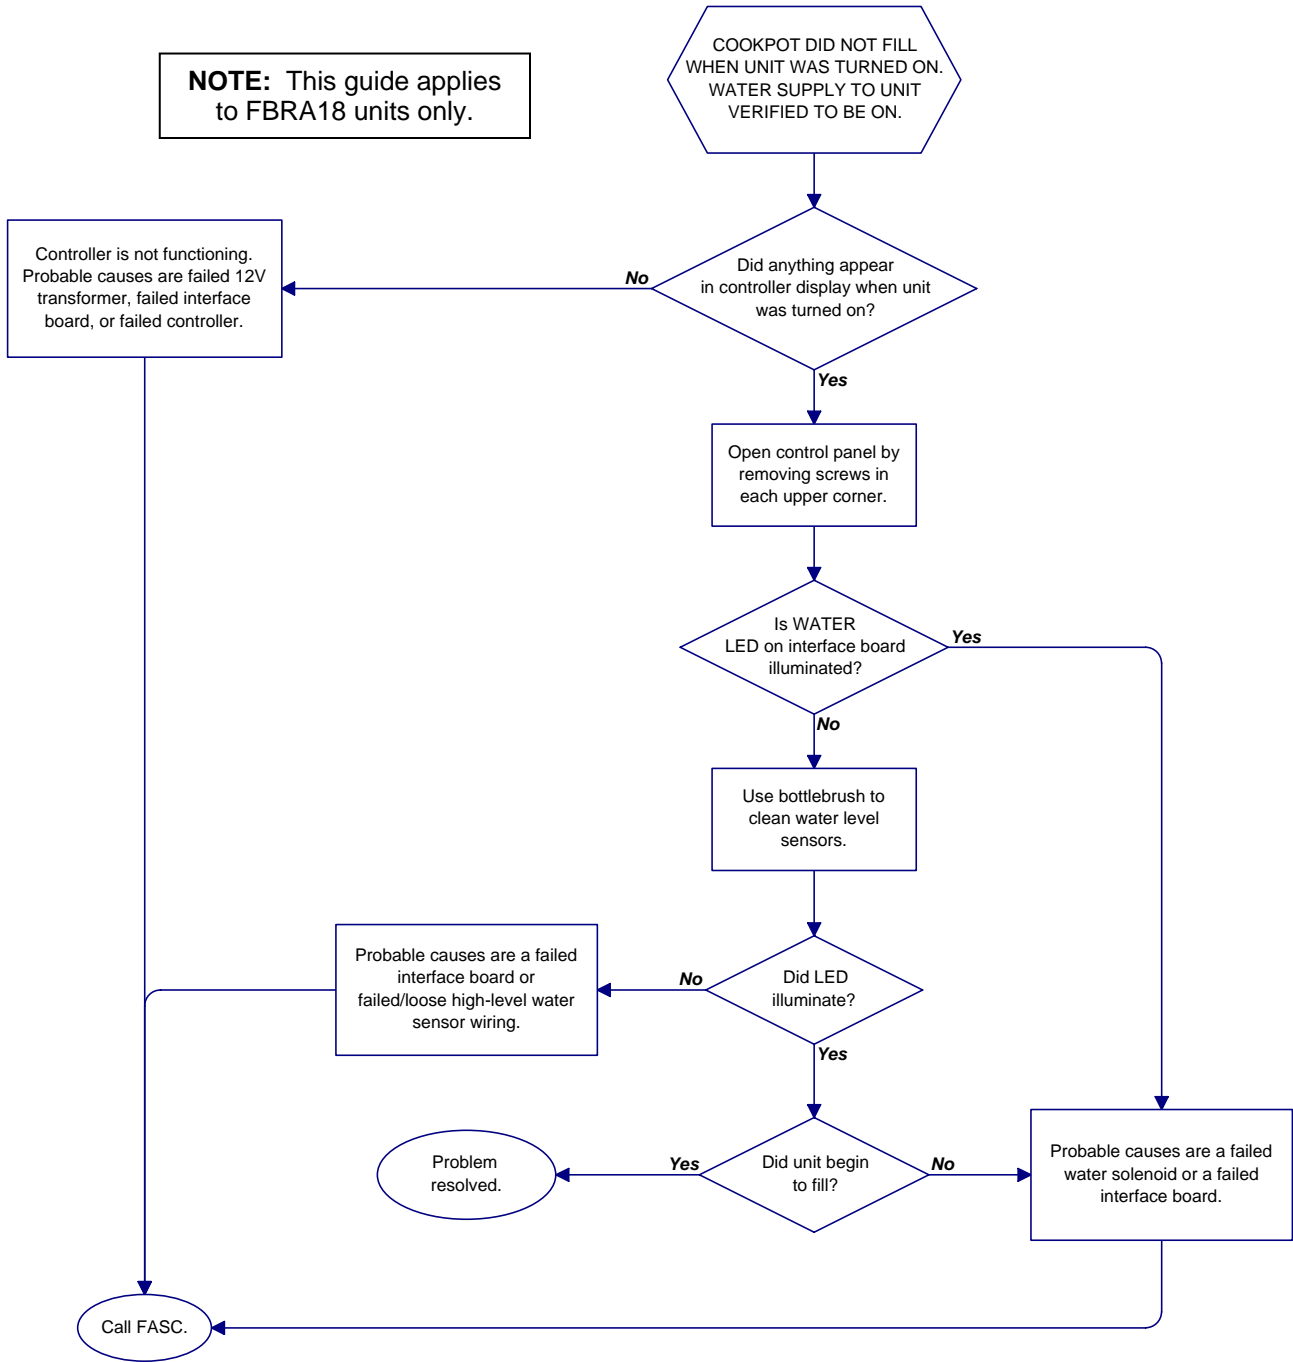 NOTE: This guide applies
to FBRA18 units only.
COOKPOT DID NOT FILL
WHEN UNIT WAS TURNED ON.
WATER SUPPLY TO UNIT
VERIFIED TO BE ON.
Did anything appear
in controller display when unit
was turned on?
No
Controller is not functioning.
Probable causes are failed 12V
transformer, failed interface
board, or failed controller.
Yes
Open control panel by
removing screws in
each upper corner.
Is WATER
LED on interface board
illuminated?
Yes
No
Use bottlebrush to
clean water level
sensors.
Did LED
illuminate?
No
Probable causes are a failed
interface board or
failed/loose high-level water
sensor wiring.
Yes
Did unit begin
to fill?
Yes
Problem
resolved.
No
Probable causes are a failed
water solenoid or a failed
interface board.
Call FASC.